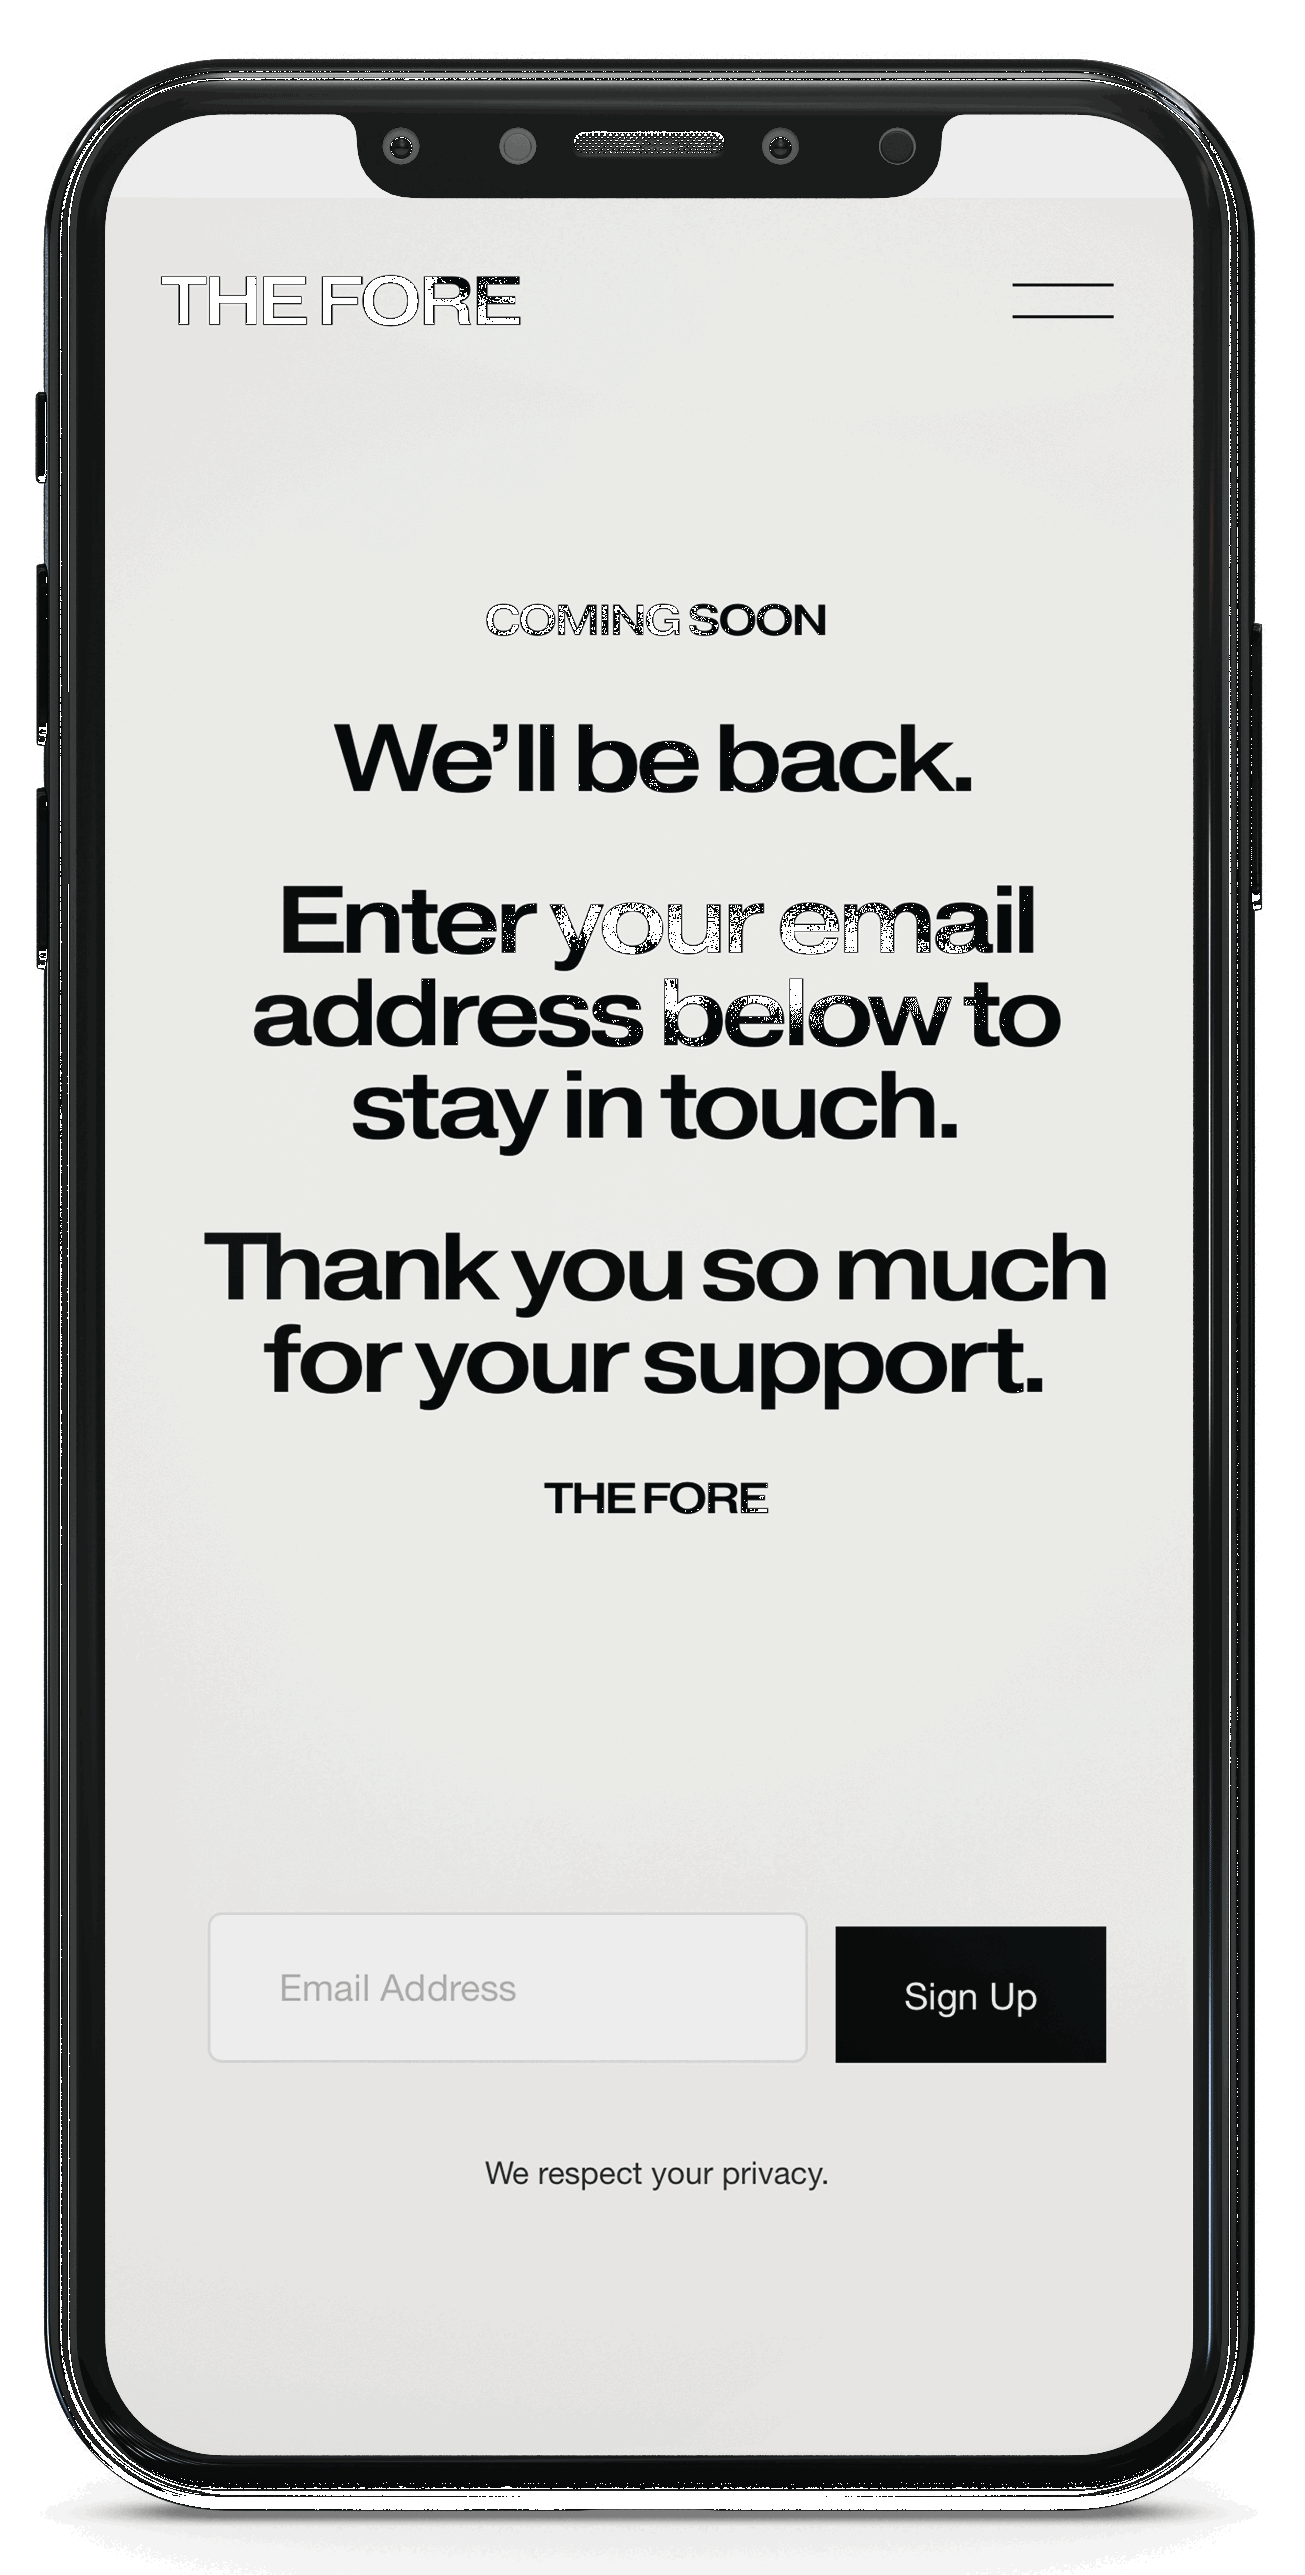 THE FORE
COMING SOON
We’ll be back.
Enter your email
address below to
stay in touch.
Thank you so much
for your support.
THE FORE
Email Address
Sign Up
We respect your privacy.